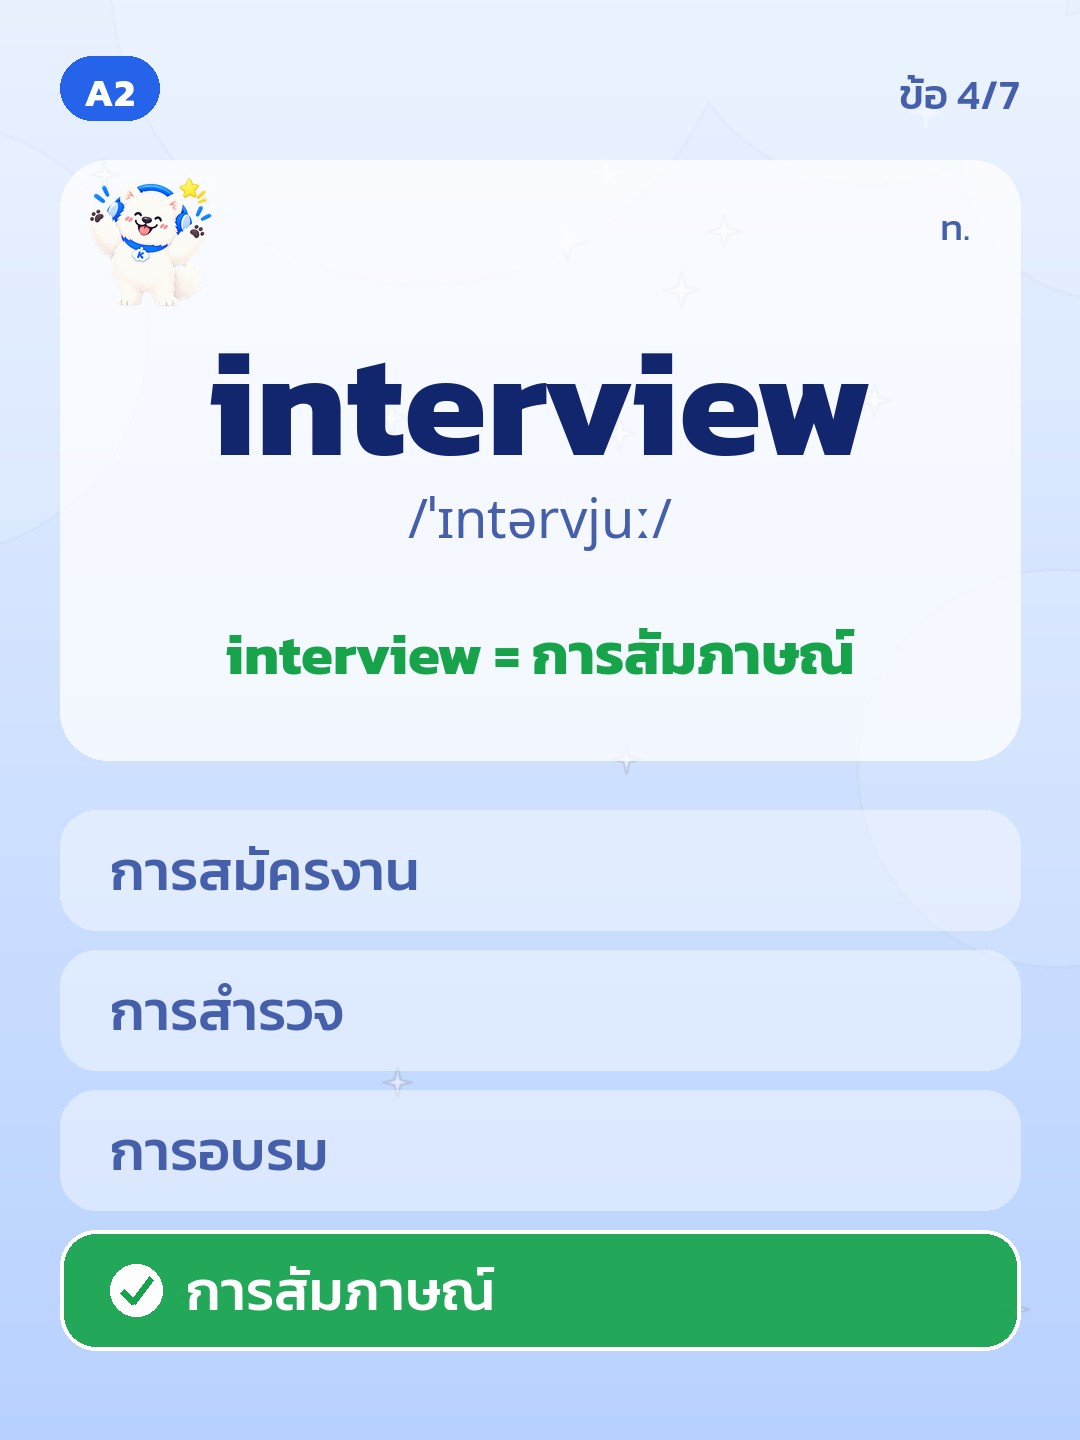 A2
ข้อ 4/7
n.
interview
/ˈɪntərvjuː/
interview = การสัมภาษณ์
การสมัครงาน
การสำรวจ
การอบรม
การสัมภาษณ์